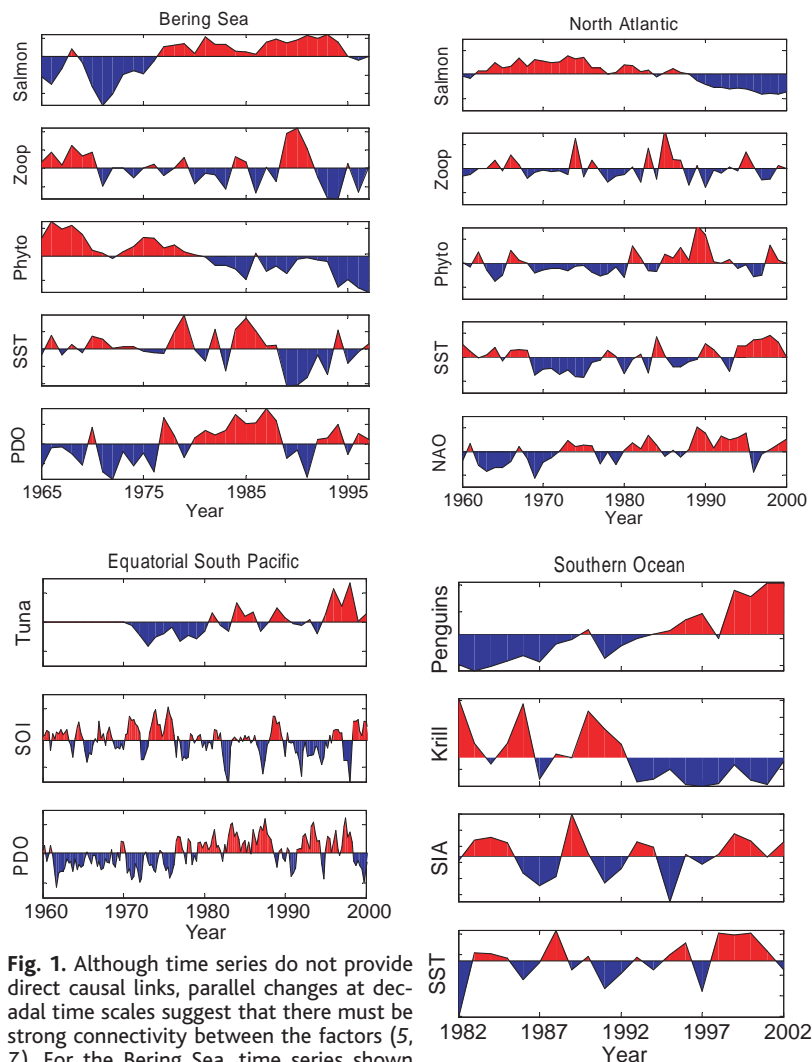 Bering Sea
Salmon
Zoop
Phyto
SST
PDO
1965 1975 1985 1995
Year
North Atlantic
Salmon
Zoop
Phyto
SST
NAO
1960 1970 1980 1990 2000
Year
Equatorial South Pacific
Tuna
SOI
PDO
1960 1970 1980 1990 2000
Year
Southern Ocean
Penguins
Krill
SIA
SST
1982 1987 1992 1997 2002
Year
Fig. 1. Although time series do not provide
direct causal links, parallel changes at dec-
adal time scales suggest that there must be
strong connectivity between the factors (5,
7). For the Bering Sea, time series shown